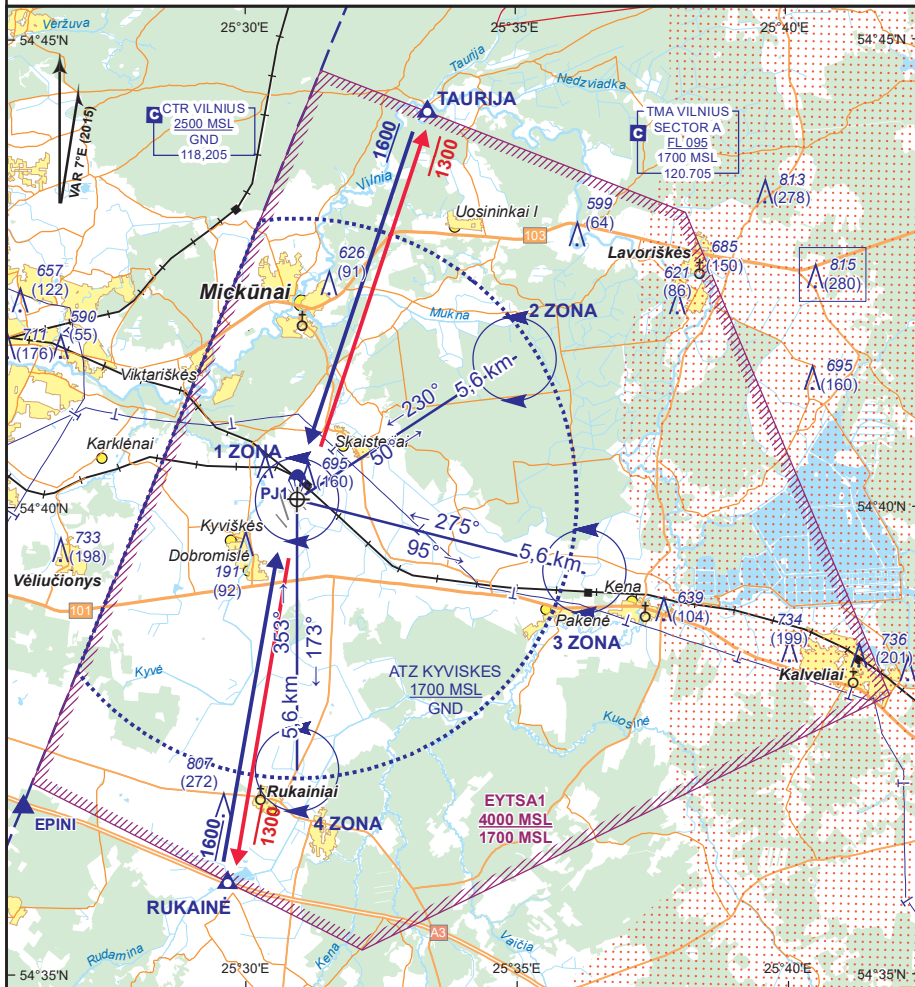 Veržuva
25°30'E
25°40'E
54°45'N
54°45'N
Taurija
Nedzviadka
TAURIJA
C
CTR VILNIUS
2500 MSL
GND
118,205
C
TMA VILNIUS
SECTOR A
FL 095
1700 MSL
120.705
VAR 7°E (2015)
1600
1300
Vilnia
813
(278)
Uosininkai I
599
(64)
103
Lavoriškės
685
(150)
621
(86)
815
(280)
657
(122)
626
(91)
Mickūnai
590
(55)
711
(176)
Mukna
2 ZONA
Viktariškės
5,6 km
695
(160)
230°
50°
Karklėnai
1 ZONA
695
(160)
PJ1
54°40'N
54°40'N
275°
95°
5,6 km
Kyviškės
733
(198)
Dobromislė
191
(92)
Vėliučionys
101
353°
173°
Kena
Pakenė
639
(104)
3 ZONA
734
(199)
736
(201)
Kalveliai
Kyvė
ATZ KYVISKES
1700 MSL
GND
5,6 km
Kuosinė
807
(272)
Rukainiai
EPINI
EYTSA1
4000 MSL
1700 MSL
4 ZONA
1600
1300
RUKAINĖ
A3
Rudamina
Kena
Vaičia
54°35'N
25°30'E
25°35'E
25°40'E
54°35'N